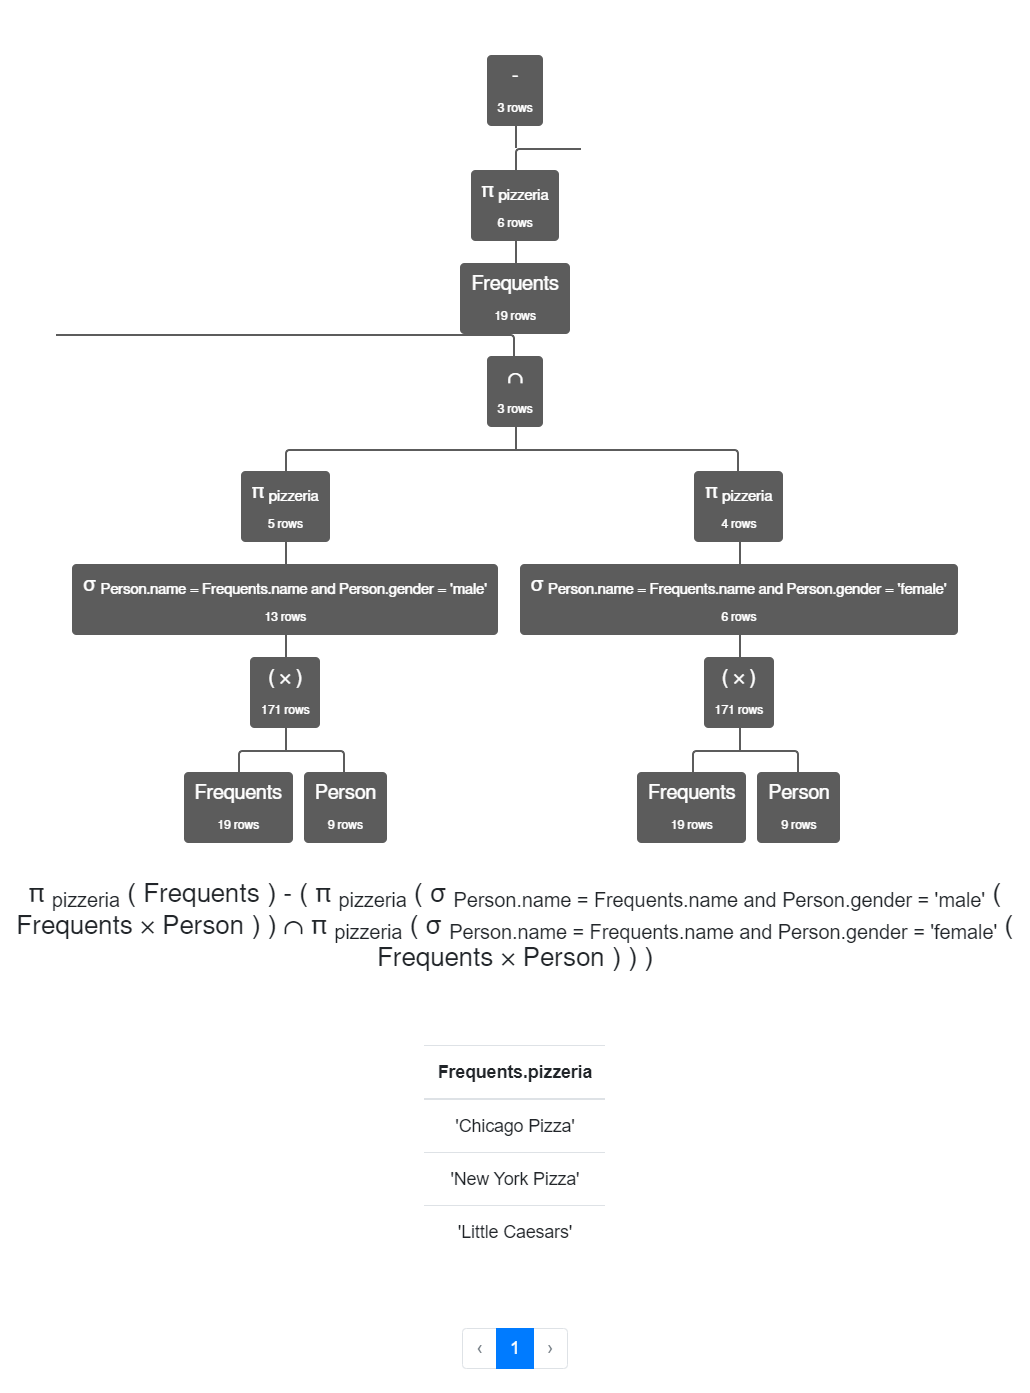 -
3 rows
π pizzeria
6 rows
Frequents
19 rows
∩
3 rows
π pizzeria
5 rows
π pizzeria
4 rows
σ Person.name = Frequents.name and Person.gender = 'male'
13 rows
σ Person.name = Frequents.name and Person.gender = 'female'
6 rows
( × )
171 rows
( × )
171 rows
Frequents
19 rows
Person
9 rows
Frequents
19 rows
Person
9 rows
π pizzeria ( Frequents ) - ( π pizzeria ( σ Person.name = Frequents.name and Person.gender = 'male' (
Frequents × Person ) ) ∩ π pizzeria ( σ Person.name = Frequents.name and Person.gender = 'female' (
Frequents × Person ) ) )
Frequents.pizzeria
'Chicago Pizza'
'New York Pizza'
'Little Caesars'
‹ 1 ›